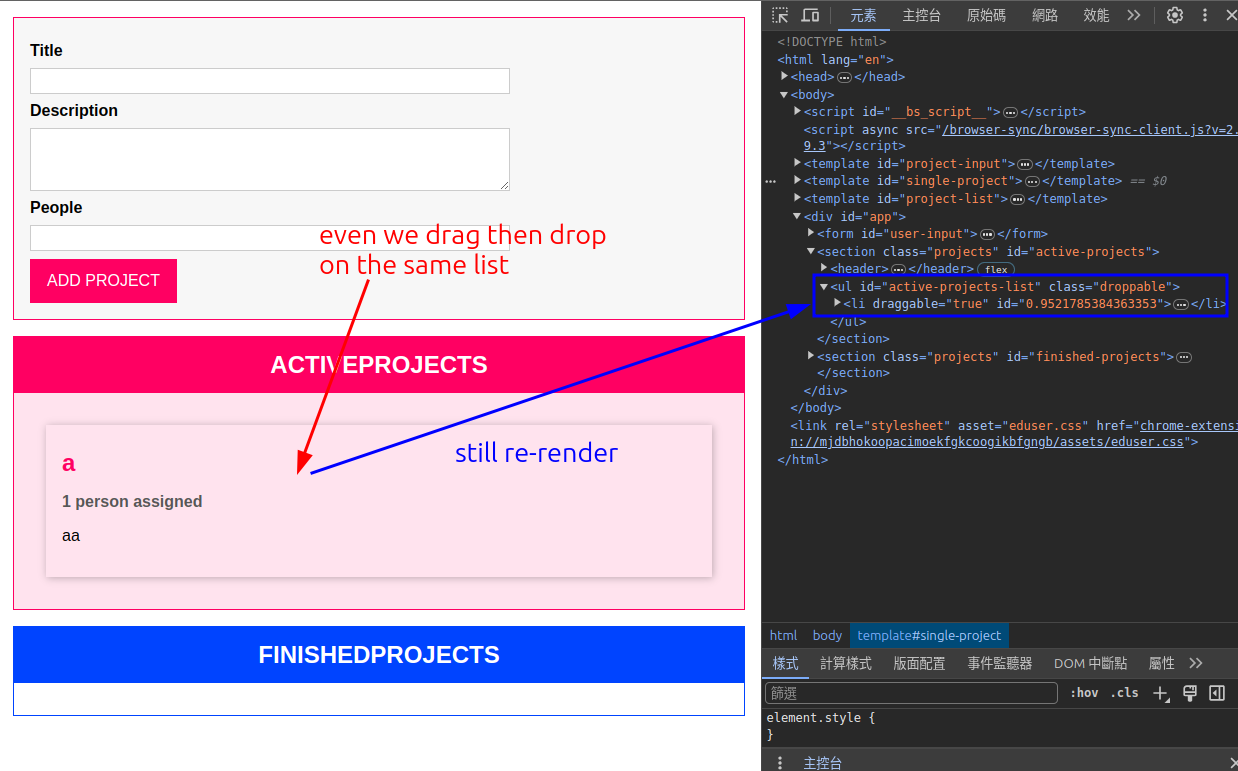 Title
Description
People
ADD PROJECT
even we drag then drop
on the same list
ACTIVEPROJECTS
a
1 person assigned
aa
still re-render
FINISHEDPROJECTS
元素 主控台 原始碼 網路 效能
<!DOCTYPE html>
<html lang="en">
<head></head>
<body>
<script id="__bs_script__"></script>
<script async src="/browser-sync/browser-sync-client.js?v=2.
9.3"></script>
<template id="project-input"></template>
<template id="single-project"></template> == $0
<template id="project-list"></template>
<div id="app">
<form id="user-input"></form>
<section class="projects" id="active-projects">
<header></header> flex
<ul id="active-projects-list" class="droppable">
<li draggable="true" id="0.9521785384363353"></li>
</ul>
</section>
<section class="projects" id="finished-projects">
</section>
</div>
</body>
<link rel="stylesheet" asset="eduser.css" href="chrome-extensi
n://mjdbhokoopacimoekfgkcoogikbfgngb/assets/eduser.css">
</html>
html body template#single-project
樣式 計算樣式 版面配置 事件監聽器 DOM 中斷點 屬性
篩選 :hov .cls
element.style {
}
主控台